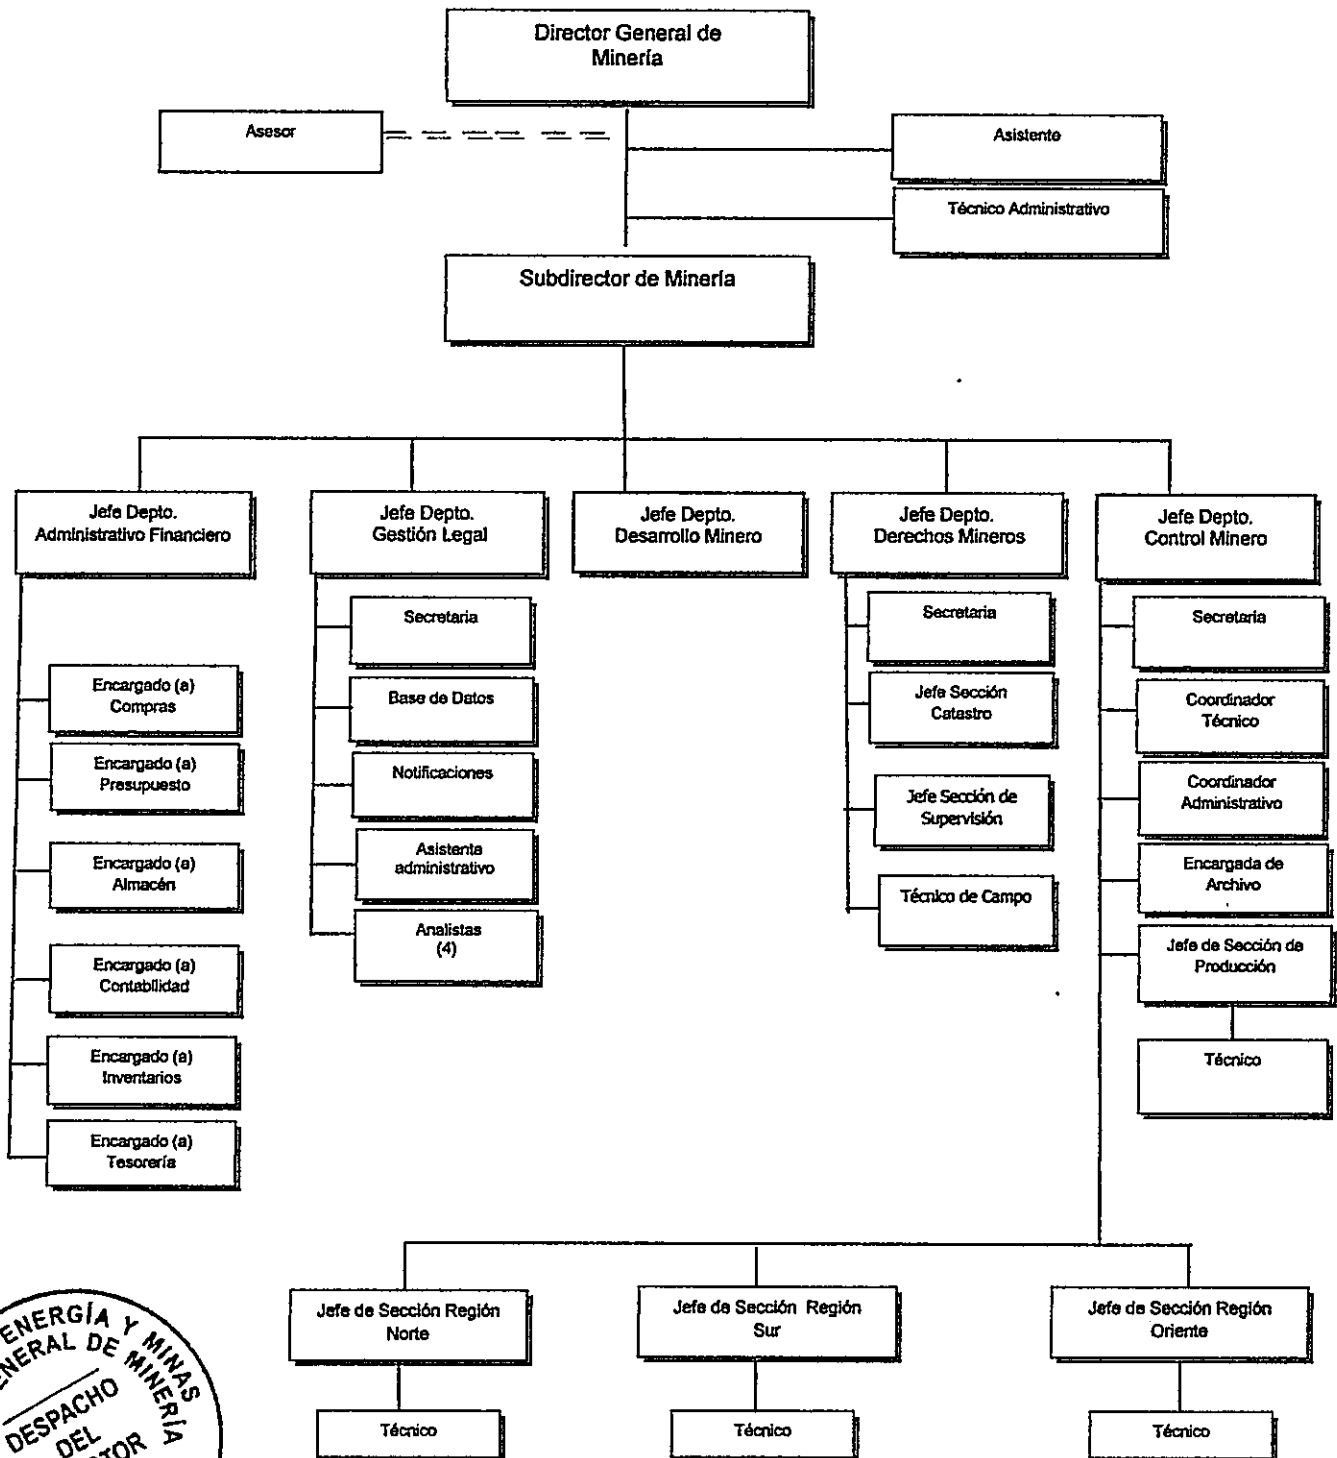 Director General de
Minería
Asesor
Asistente
Técnico Administrativo
Subdirector de Minería
Jefe Depto.
Administrativo Financiero
Jefe Depto.
Gestión Legal
Jefe Depto.
Desarrollo Minero
Jefe Depto.
Derechos Mineros
Jefe Depto.
Control Minero
Encargado (a)
Compras
Encargado (a)
Presupuesto
Encargado (a)
Almacén
Encargado (a)
Contabilidad
Encargado (a)
Inventarios
Encargado (a)
Tesorería
Secretaria
Base de Datos
Notificaciones
Asistente
administrativo
Analistas
(4)
Secretaria
Jefe Sección
Catastro
Jefe Sección de
Supervisión
Técnico de Campo
Secretaria
Coordinador
Técnico
Coordinador
Administrativo
Encargada de
Archivo
Jefe de Sección de
Producción
Técnico
Jefe de Sección Región
Norte
Jefe de Sección Región
Sur
Jefe de Sección Región
Oriente
Técnico
Técnico
Técnico
ENERGÍA Y MINAS
DE MINERÍA
DESPACHO
DEL